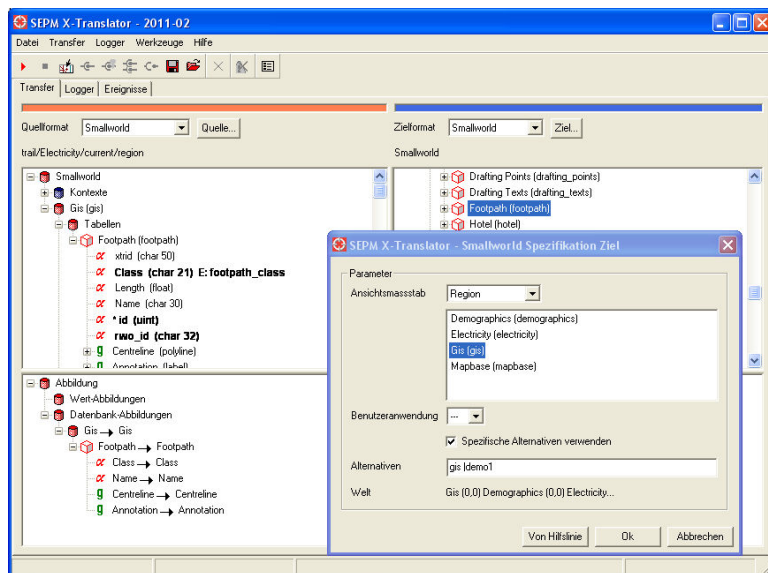 SEPM X-Translator - 2011-02
Datei Transfer Logger Werkzeuge Hilfe
Transfer Logger Ereignisse
Quellformat Smallworld Quelle...
Zielformat Smallworld Ziel...
trail/Electricity/current/region
Smallworld
Smallworld
Kontexte
Gis (gis)
Tabellen
Footpath (footpath)
α xtrid (char 50)
α Class (char 21) E: footpath_class
α Length (float)
α Name (char 30)
α * id (uint)
α rwo_id (char 32)
g Centreline (polyline)
g Annotation (label)
Drafting Points (drafting_points)
Drafting Texts (drafting_texts)
Footpath (footpath)
Hotel (hotel)
Abbildung
Wert-Abbildungen
Datenbank-Abbildungen
Gis → Gis
Footpath → Footpath
α Class → Class
α Name → Name
g Centreline → Centreline
g Annotation → Annotation
SEPM X-Translator - Smallworld Spezifikation Ziel
Parameter
Ansichtsmassstab Region
Demographics (demographics)
Electricity (electricity)
Gis (gis)
Mapbase (mapbase)
Benutzeranwendung ---
Spezifische Alternativen verwenden
Alternativen gis |demo1
Welt Gis (0,0) Demographics (0,0) Electricity...
Von Hilfslinie Ok Abbrechen